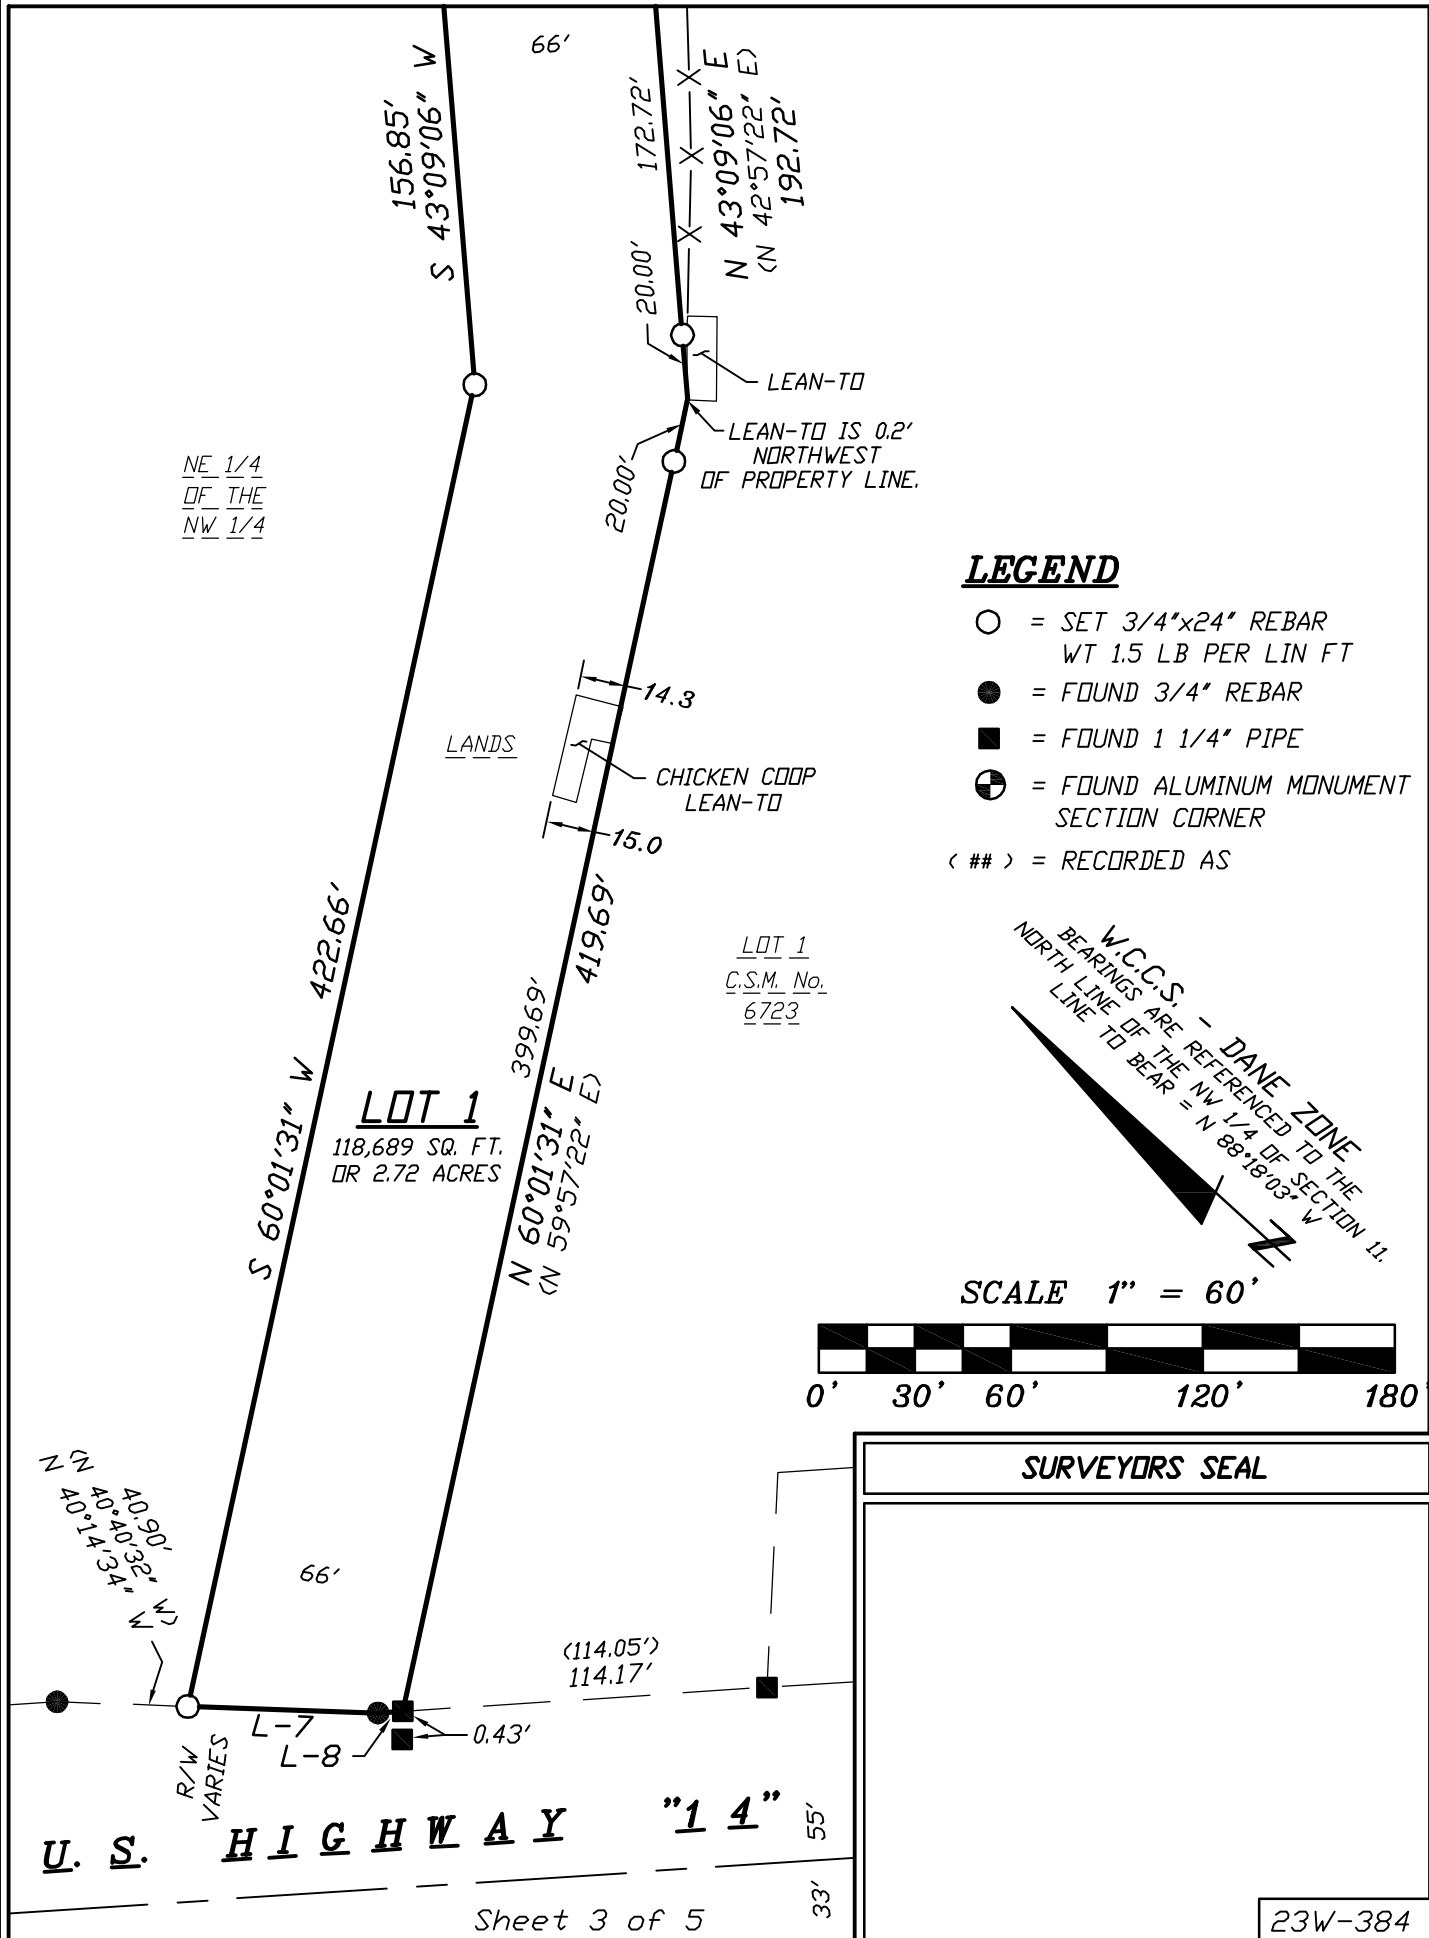 66'
156.85'
S 43°09'06" W
172.72'
N 43°09'06" E
(N 42°57'22" E)
192.72'
20.00'
LEAN-TO
LEAN-TO IS 0.2'
NORTHWEST
OF PROPERTY LINE.
20.00'
NE 1/4
OF THE
NW 1/4
LEGEND
= SET 3/4"x24" REBAR
WT 1.5 LB PER LIN FT
= FOUND 3/4" REBAR
= FOUND 1 1/4" PIPE
= FOUND ALUMINUM MONUMENT
SECTION CORNER
( ## ) = RECORDED AS
14.3
LANDS
CHICKEN COOP
LEAN-TO
15.0
422.66'
S 60°01'31" W
419.69'
399.69'
N 60°01'31" E
(N 59°57'22" E)
LOT 1
C.S.M. No.
6723
LOT 1
118,689 SQ. FT.
OR 2.72 ACRES
W.C.C.S. - DANE ZONE
BEARINGS ARE REFERENCED TO THE
NORTH LINE OF THE NW 1/4 OF SECTION 11.
LINE TO BEAR = N 88°18'03" W
N
SCALE 1" = 60'
0' 30' 60' 120' 180'
SURVEYORS SEAL
40.90'
(N 40°40'32" W)
N 40°14'34" W
66'
(114.05')
114.17'
L-7
L-8
0.43'
R/W
VARIES
U. S. HIGHWAY "14"
55'
33'
Sheet 3 of 5
23W-384